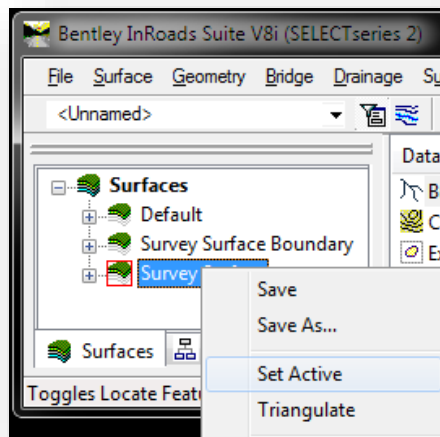 Bentley InRoads Suite V8i (SELECTseries 2)
File Surface Geometry Bridge Drainage
<Unnamed>
Data
Surfaces
Default
Survey Surface Boundary
Survey
Save
Save As...
Set Active
Triangulate
Surfaces
Toggles Locate